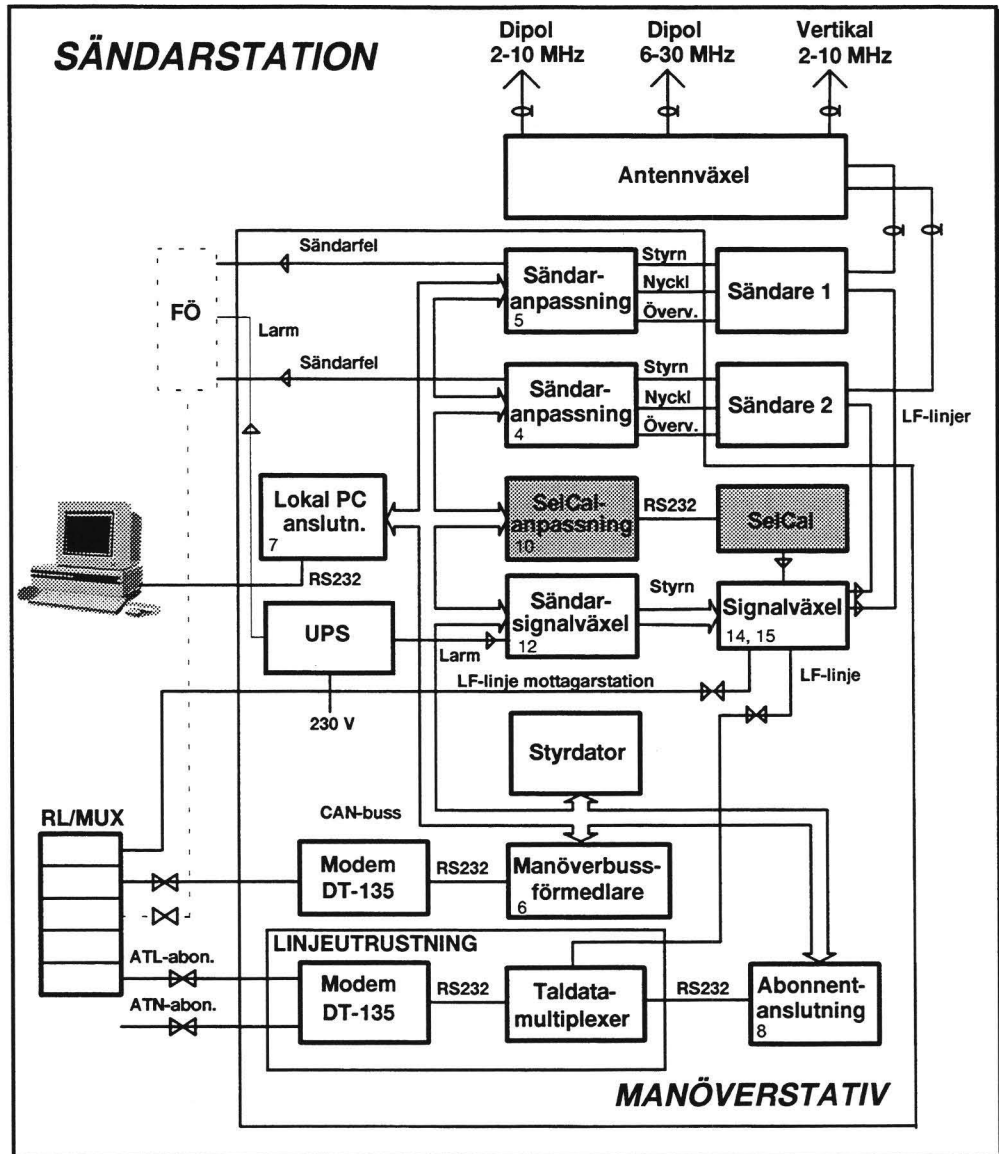 SÄNDARSTATION
Dipol
2-10 MHz
Dipol
6-30 MHz
Vertikal
2-10 MHz
Antennväxel
Sändarfel
FÖ
Larm
Sändar-
anpassning
5
Styrn
Nyckl
Överv.
Sändare 1
Sändarfel
Sändar-
anpassning
4
Styrn
Nyckl
Överv.
Sändare 2
LF-linjer
Lokal PC
anslutn.
7
RS232
SelCal-
anpassning
10
RS232
SelCal
UPS
Larm
230 V
Sändar-
signalväxel
12
Styrn
Signalväxel
14, 15
LF-linje mottagarstation
LF-linje
Styrdator
CAN-buss
RL/MUX
Modem
DT-135
RS232
Manöverbuss-
förmedlare
6
LINJEUTRUSTNING
ATL-abon.
ATN-abon.
Modem
DT-135
RS232
Taldata-
multiplexer
RS232
Abonnent-
anslutning
8
MANÖVERSTATIV